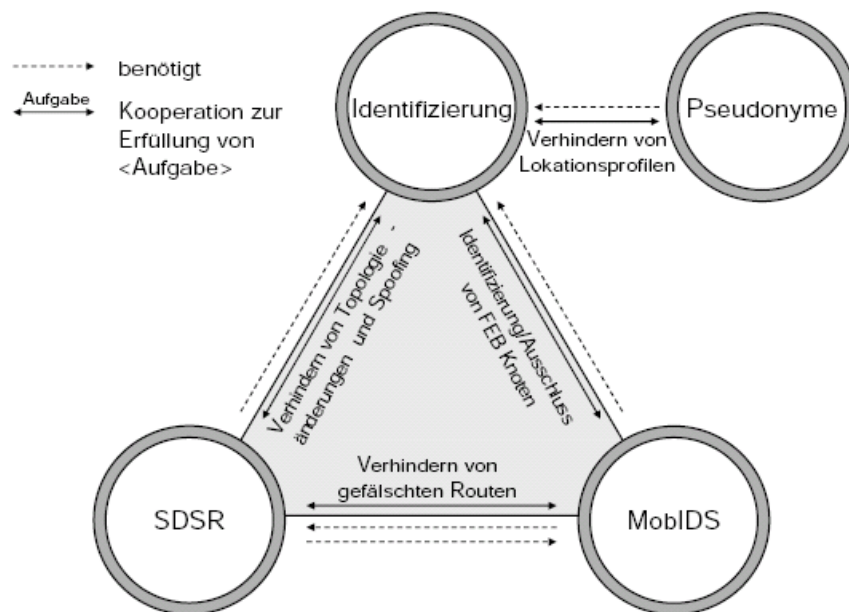 benötigt
Aufgabe
Kooperation zur
Erfüllung von
<Aufgabe>
Identifizierung
Pseudonyme
Verhindern von
Lokationsprofilen
Verhindern von Topologie -
änderungen und Spoofing
Identifizierung/Ausschluss
von FEB Knoten
Verhindern von
gefälschten Routen
SDSR
MobIDS